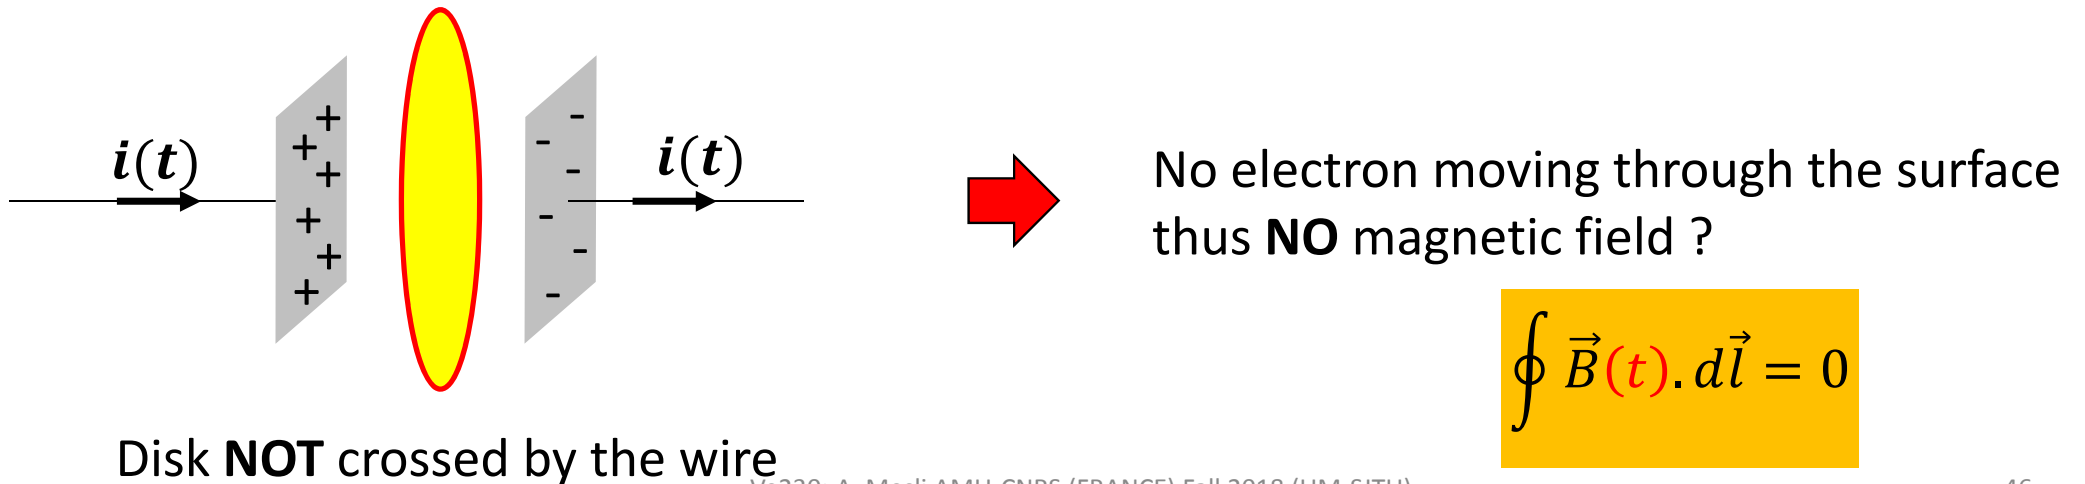 i(t) i(t)
+ + + + + +
- - - - - -
No electron moving through the surface
thus NO magnetic field ?
∮ B⃗(t). dl⃗ = 0
Disk NOT crossed by the wire